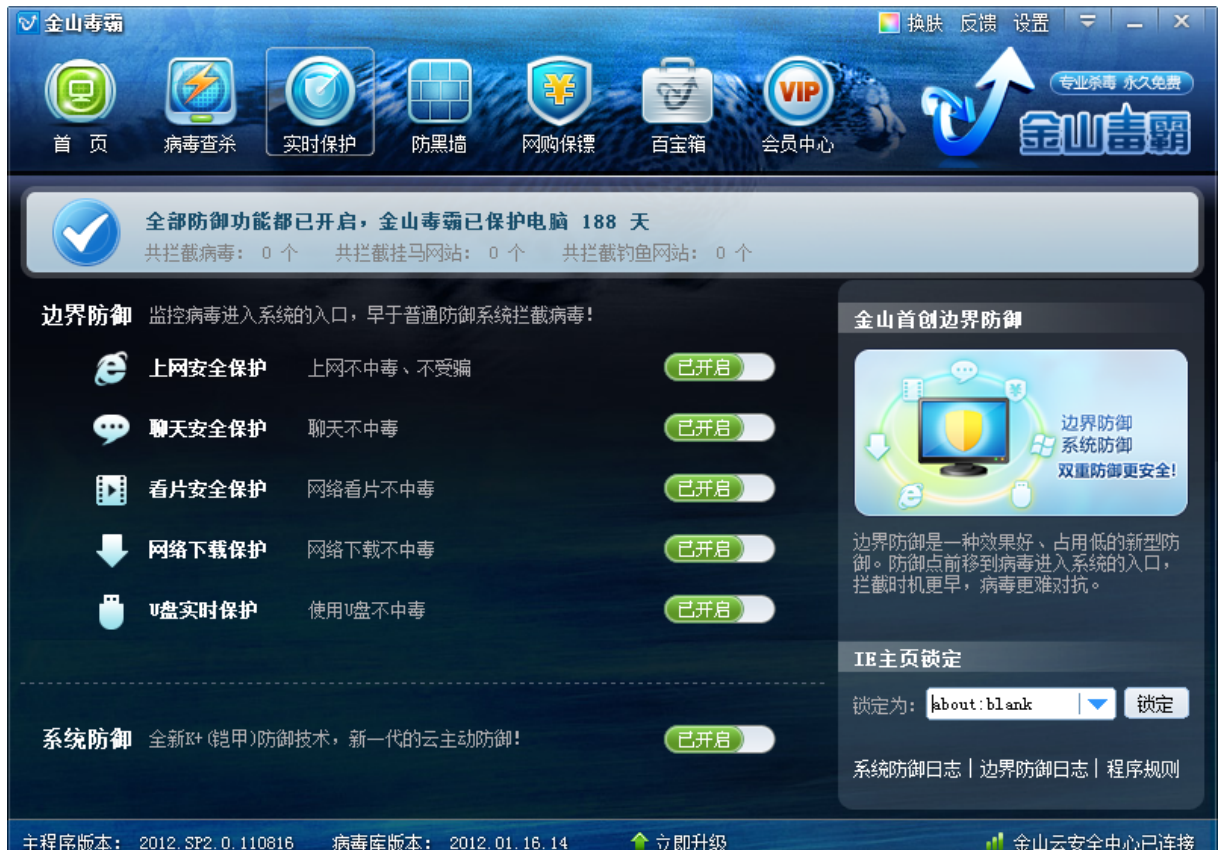 金山毒霸
换肤 反馈 设置
首 页 病毒查杀 实时保护 防黑墙 网购保镖 百宝箱 VIP 会员中心
专业杀毒 永久免费
金山毒霸
全部防御功能都已开启，金山毒霸已保护电脑 188 天
共拦截病毒： 0 个 共拦截挂马网站： 0 个 共拦截钓鱼网站： 0 个
边界防御 监控病毒进入系统的入口，早于普通防御系统拦截病毒！
上网安全保护 上网不中毒、不受骗 已开启
聊天安全保护 聊天不中毒 已开启
看片安全保护 网络看片不中毒 已开启
网络下载保护 网络下载不中毒 已开启
U盘实时保护 使用U盘不中毒 已开启
系统防御 全新K+(铠甲)防御技术，新一代的云主动防御！ 已开启
金山首创边界防御
边界防御
系统防御
双重防御更安全！
边界防御是一种效果好、占用低的新型防
御。防御点前移到病毒进入系统的入口，
拦截时机更早，病毒更难对抗。
IE主页锁定
锁定为： about:blank 锁定
系统防御日志 | 边界防御日志 | 程序规则
主程序版本： 2012.SP2.0.110816 病毒库版本： 2012.01.16.14 立即升级 金山云安全中心已连接